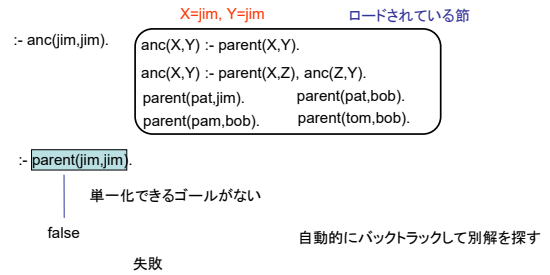 X=jim, Y=jim
ロードされている節
:- anc(jim,jim).
anc(X,Y) :- parent(X,Y).
anc(X,Y) :- parent(X,Z), anc(Z,Y).
parent(pat,jim). parent(pat,bob).
parent(pam,bob). parent(tom,bob).
:- parent(jim,jim).
単一化できるゴールがない
false
自動的にバックトラックして別解を探す
失敗